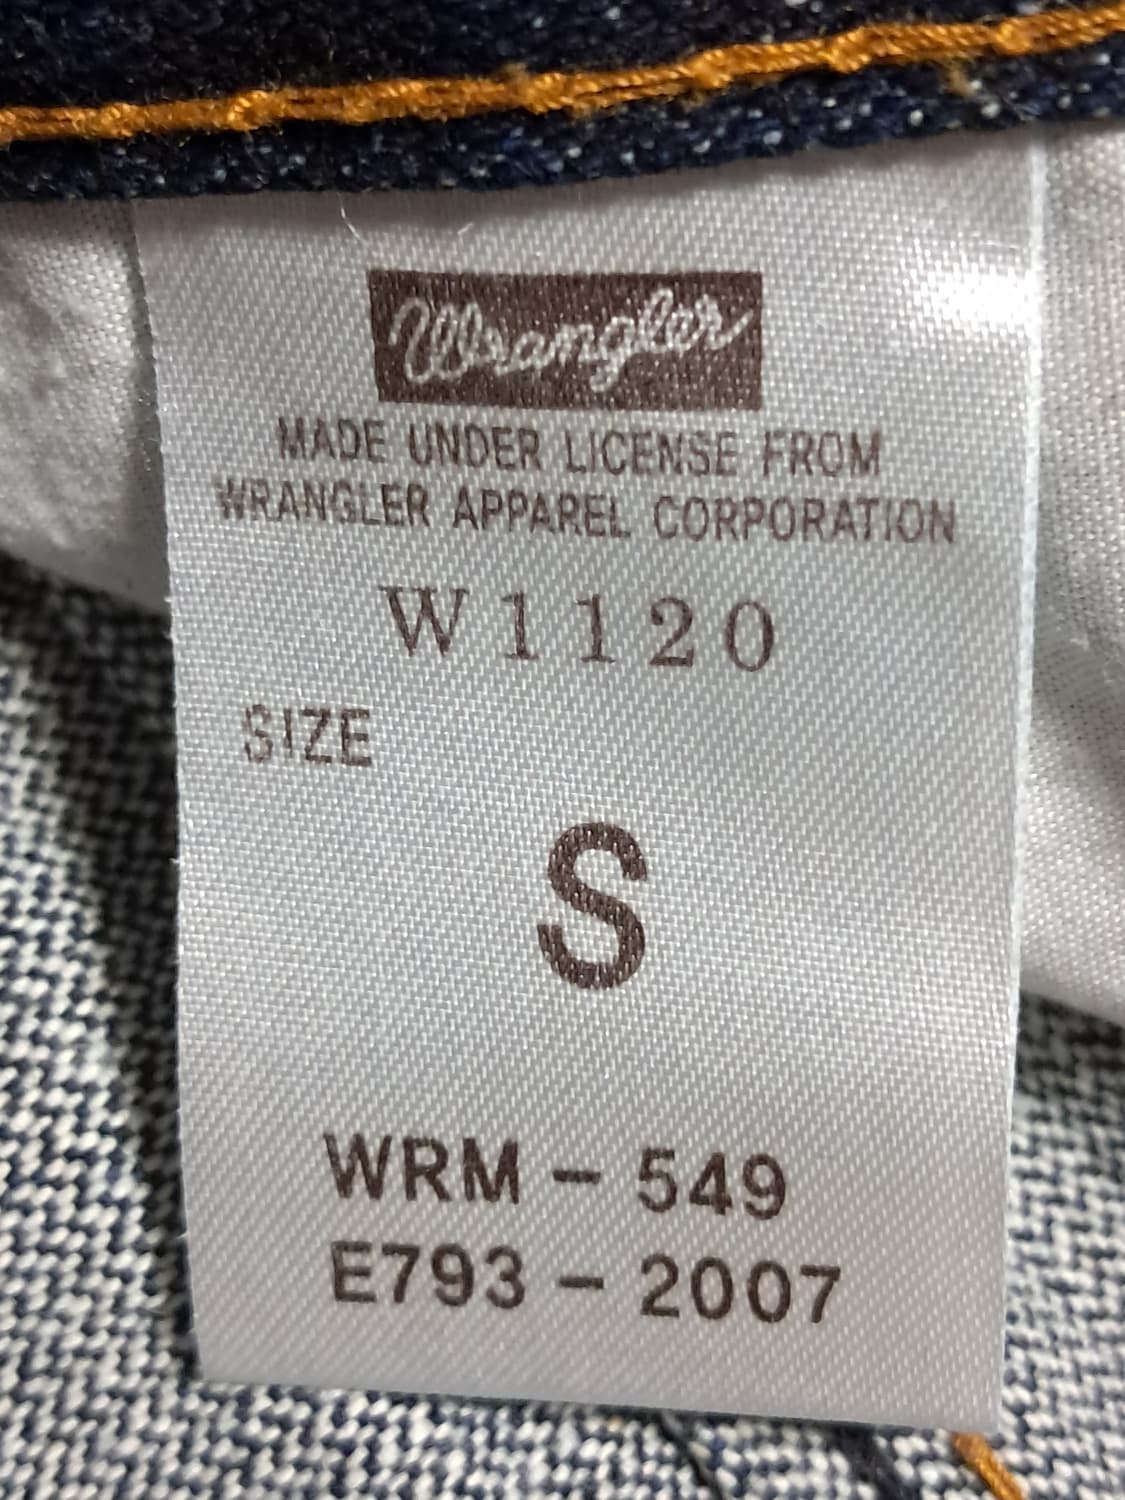 Wrangler
MADE UNDER LICENSE FROM
WRANGLER APPAREL CORPORATION
W1120
SIZE
S
WRM - 549
E793 - 2007